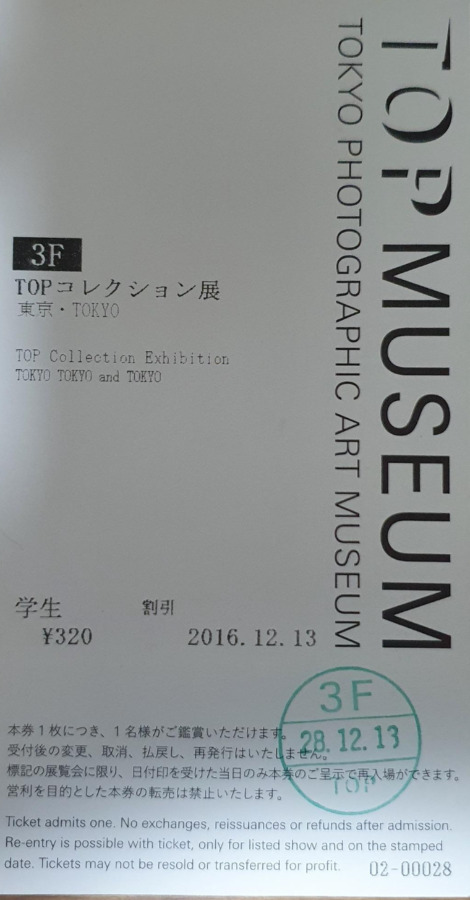 TOP MUSEUM
TOKYO PHOTOGRAPHIC ART MUSEUM
3F
TOPコレクション展
東京・TOKYO
TOP Collection Exhibition
TOKYO TOKYO and TOKYO
学生 割引
¥320 2016.12.13
3F
28.12.13
TOP
本券1枚につき、1名様がご鑑賞いただけます。
受付後の変更、取消、払戻し、再発行はいたしません。
標記の展覧会に限り、日付印を受けた当日のみ本券のご呈示で再入場ができます。
営利を目的とした本券の転売は禁止いたします。
Ticket admits one. No exchanges, reissuances or refunds after admission.
Re-entry is possible with ticket, only for listed show and on the stamped
date. Tickets may not be resold or transferred for profit. 02-00028